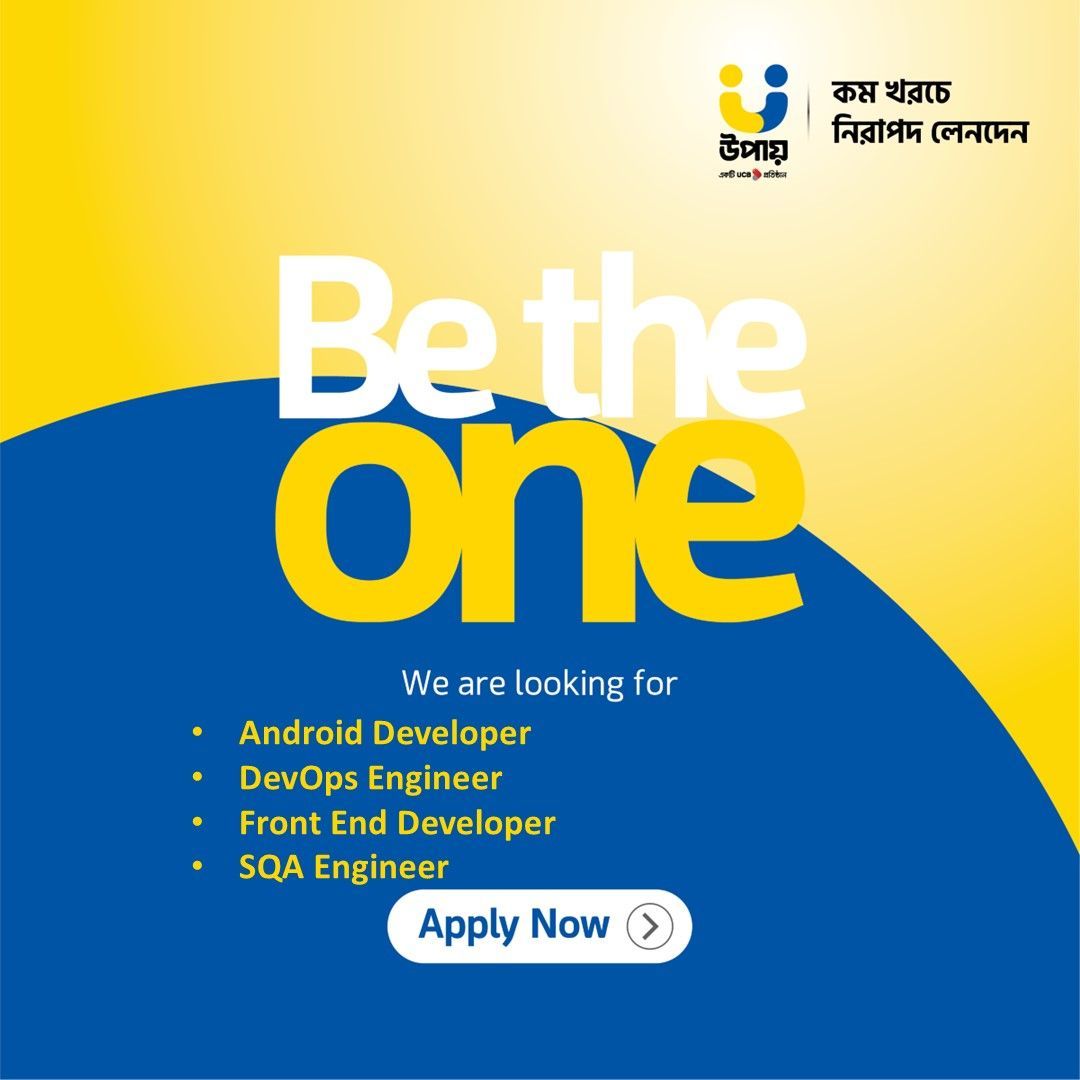 উপায়
একটি UCB প্রতিষ্ঠান
কম খরচে
নিরাপদ লেনদেন
Be the
one
We are looking for
• Android Developer
• DevOps Engineer
• Front End Developer
• SQA Engineer
Apply Now